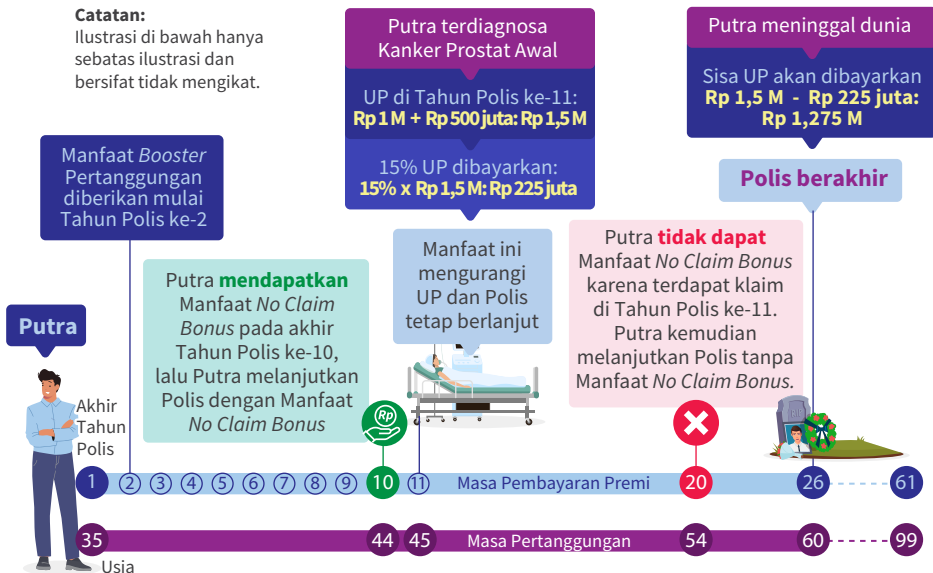 Catatan:
Ilustrasi di bawah hanya
sebatas ilustrasi dan
bersifat tidak mengikat.
Manfaat Booster
Pertanggungan
diberikan mulai
Tahun Polis ke-2
Putra terdiagnosa
Kanker Prostat Awal
UP di Tahun Polis ke-11:
Rp 1 M + Rp 500 juta: Rp 1,5 M
15% UP dibayarkan:
15% x Rp 1,5 M: Rp 225 juta
Putra meninggal dunia
Sisa UP akan dibayarkan
Rp 1,5 M - Rp 225 juta:
Rp 1,275 M
Polis berakhir
Putra
Putra mendapatkan
Manfaat No Claim
Bonus pada akhir
Tahun Polis ke-10,
lalu Putra melanjutkan
Polis dengan Manfaat
No Claim Bonus
Manfaat ini
mengurangi
UP dan Polis
tetap berlanjut
Putra tidak dapat
Manfaat No Claim Bonus
karena terdapat klaim
di Tahun Polis ke-11.
Putra kemudian
melanjutkan Polis tanpa
Manfaat No Claim Bonus.
Rp
Akhir
Tahun
Polis
1 2 3 4 5 6 7 8 9 10 11 Masa Pembayaran Premi 20 26 61
35 44 45 Masa Pertanggungan 54 60 99
Usia